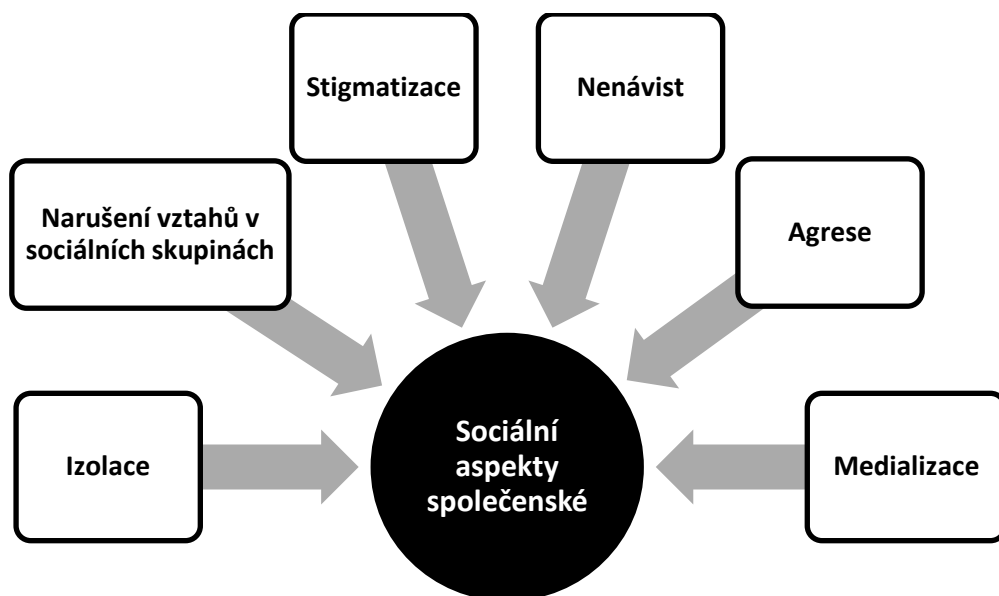 Stigmatizace
Nenávist
Narušení vztahů v
sociálních skupinách
Agrese
Izolace
Sociální
aspekty
společenské
Medializace